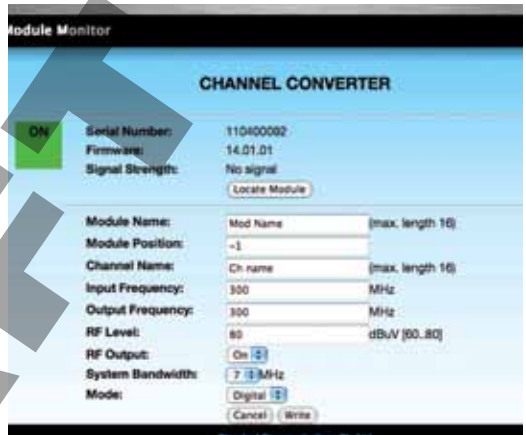 Module Monitor
CHANNEL CONVERTER
ON
Serial Number: 110400002
Firmware: 14.01.01
Signal Strength: No signal
Locate Module
Module Name: Mod Name (max. length 16)
Module Position: -1
Channel Name: Ch name (max. length 16)
Input Frequency: 300 MHz
Output Frequency: 300 MHz
RF Level: 80 dBuV [60..80]
RF Output: On
System Bandwidth: 7 MHz
Mode: Digital
Cancel Write